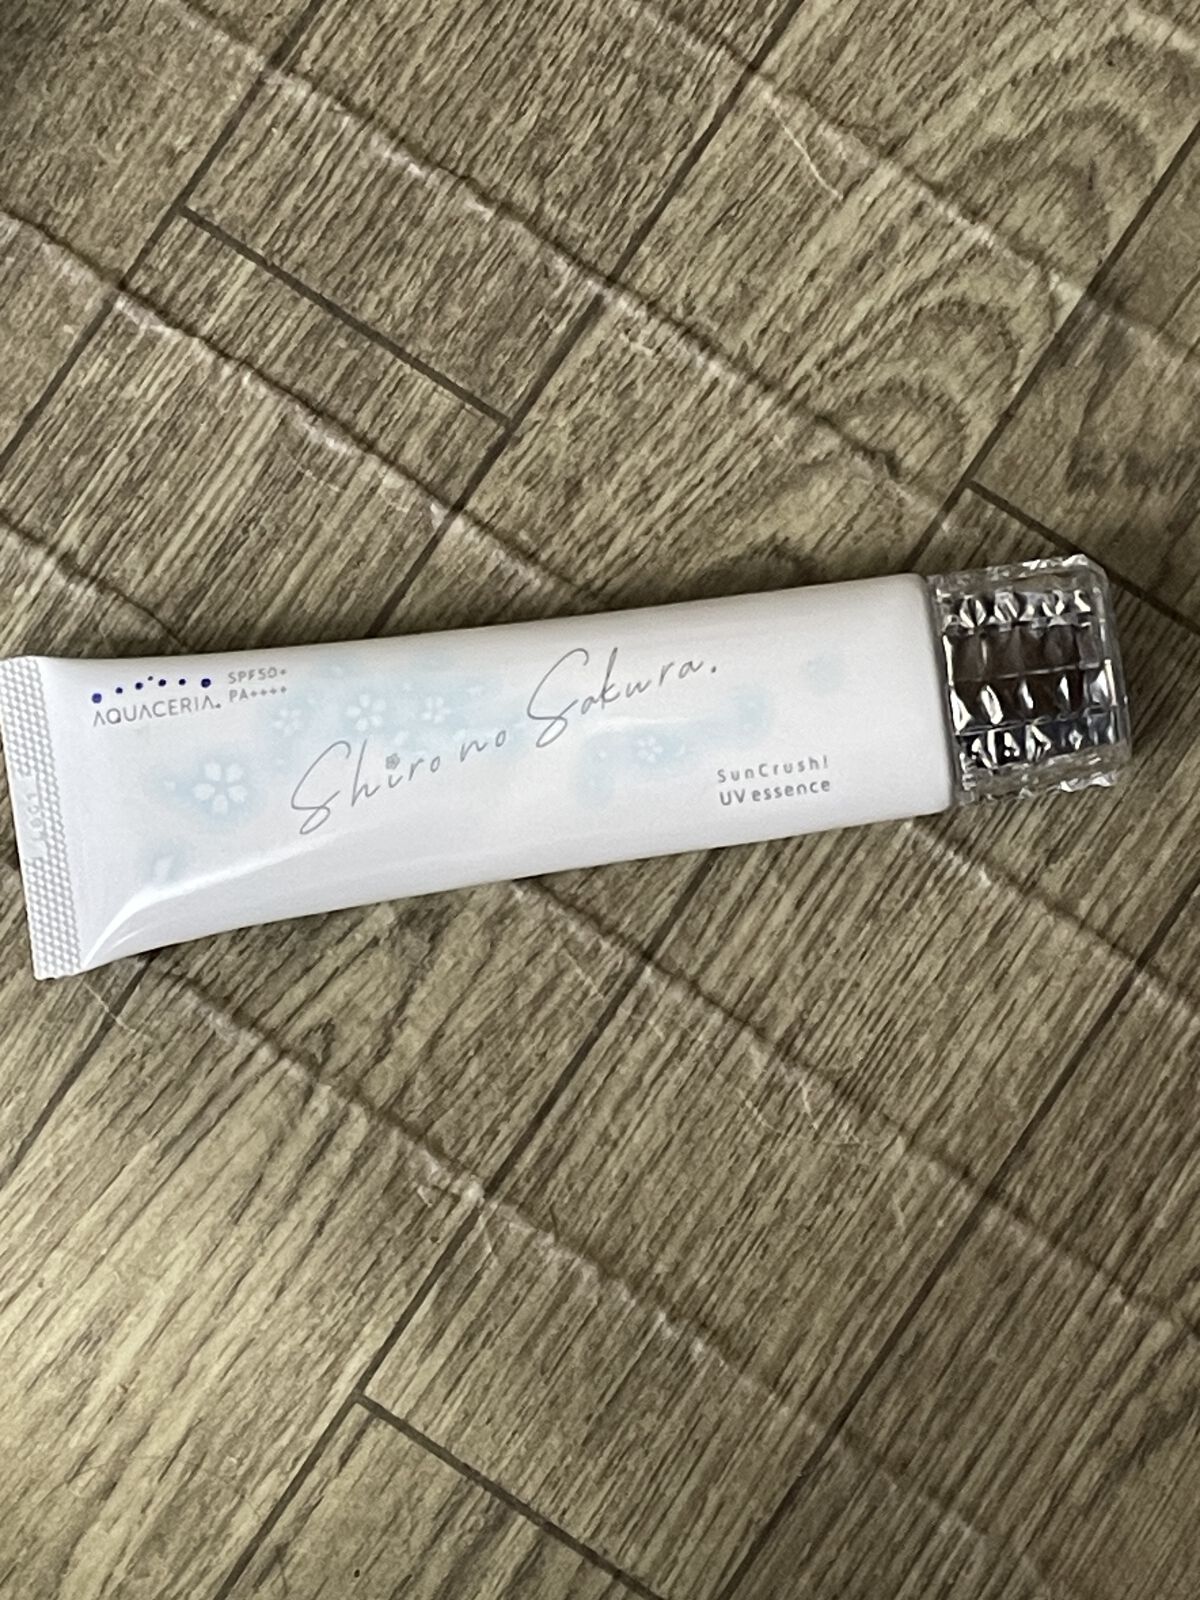 AQUACERIA.
SPF50+
PA++++
Shiro no Sakura.
SunCrush!
UV essence